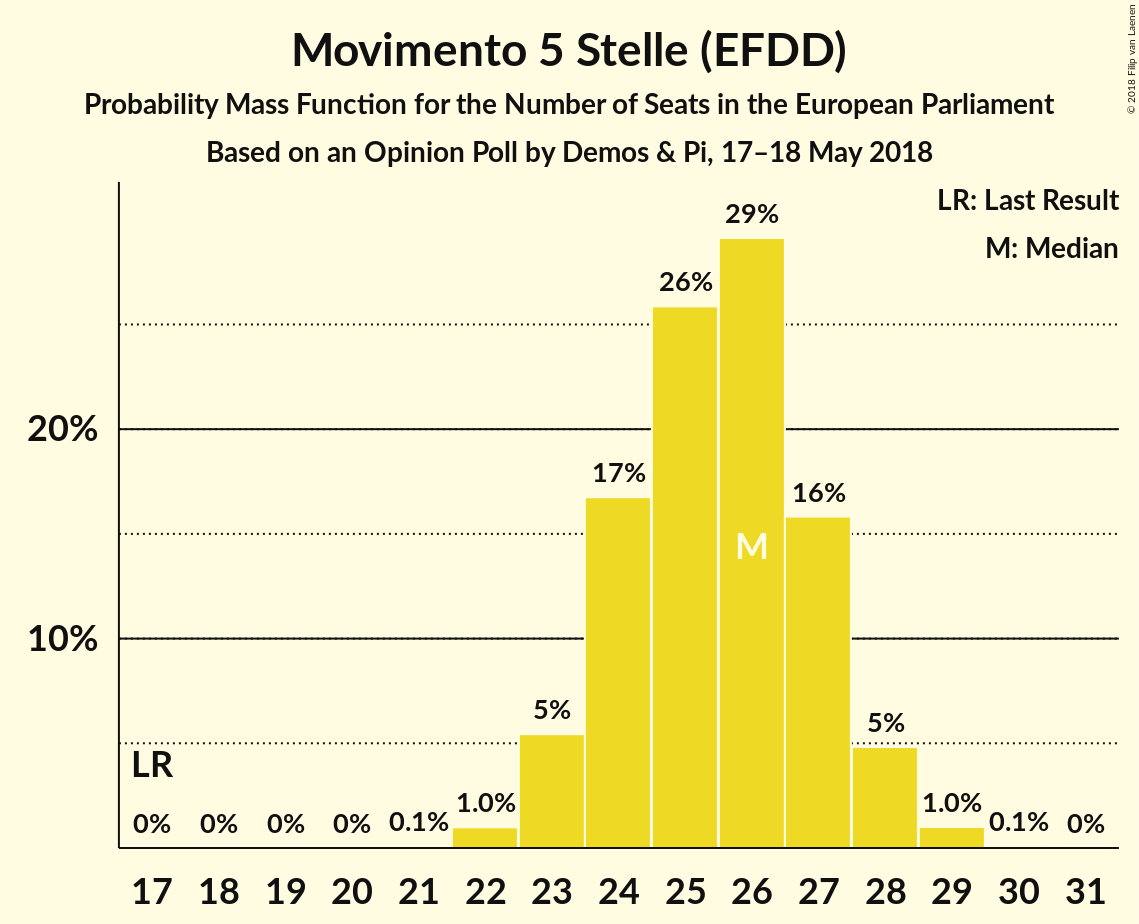 Movimento 5 Stelle (EFDD)
Probability Mass Function for the Number of Seats in the European Parliament
Based on an Opinion Poll by Demos & Pi, 17–18 May 2018
© 2018 Filip van Laenen
LR: Last Result
M: Median
29%
26%
20%
17%
16%
M
10%
5%
5%
LR
1.0%
1.0%
0%
0%
0%
0%
0.1%
0.1%
0%
17 18 19 20 21 22 23 24 25 26 27 28 29 30 31